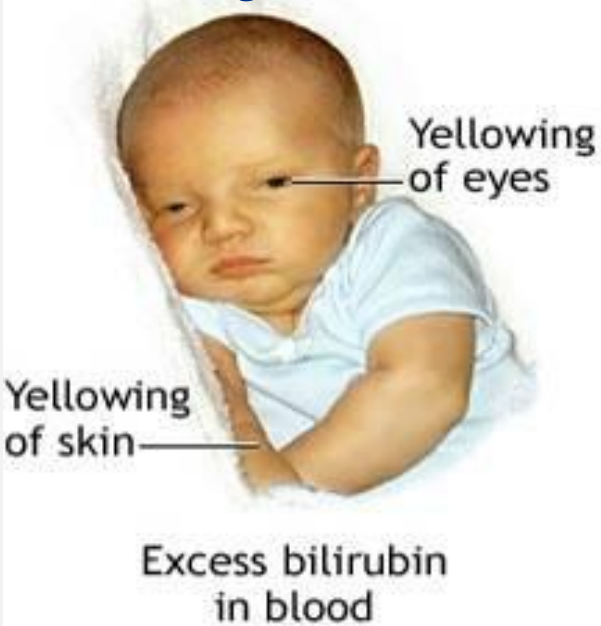 Yellowing
of eyes
Yellowing
of skin
Excess bilirubin
in blood